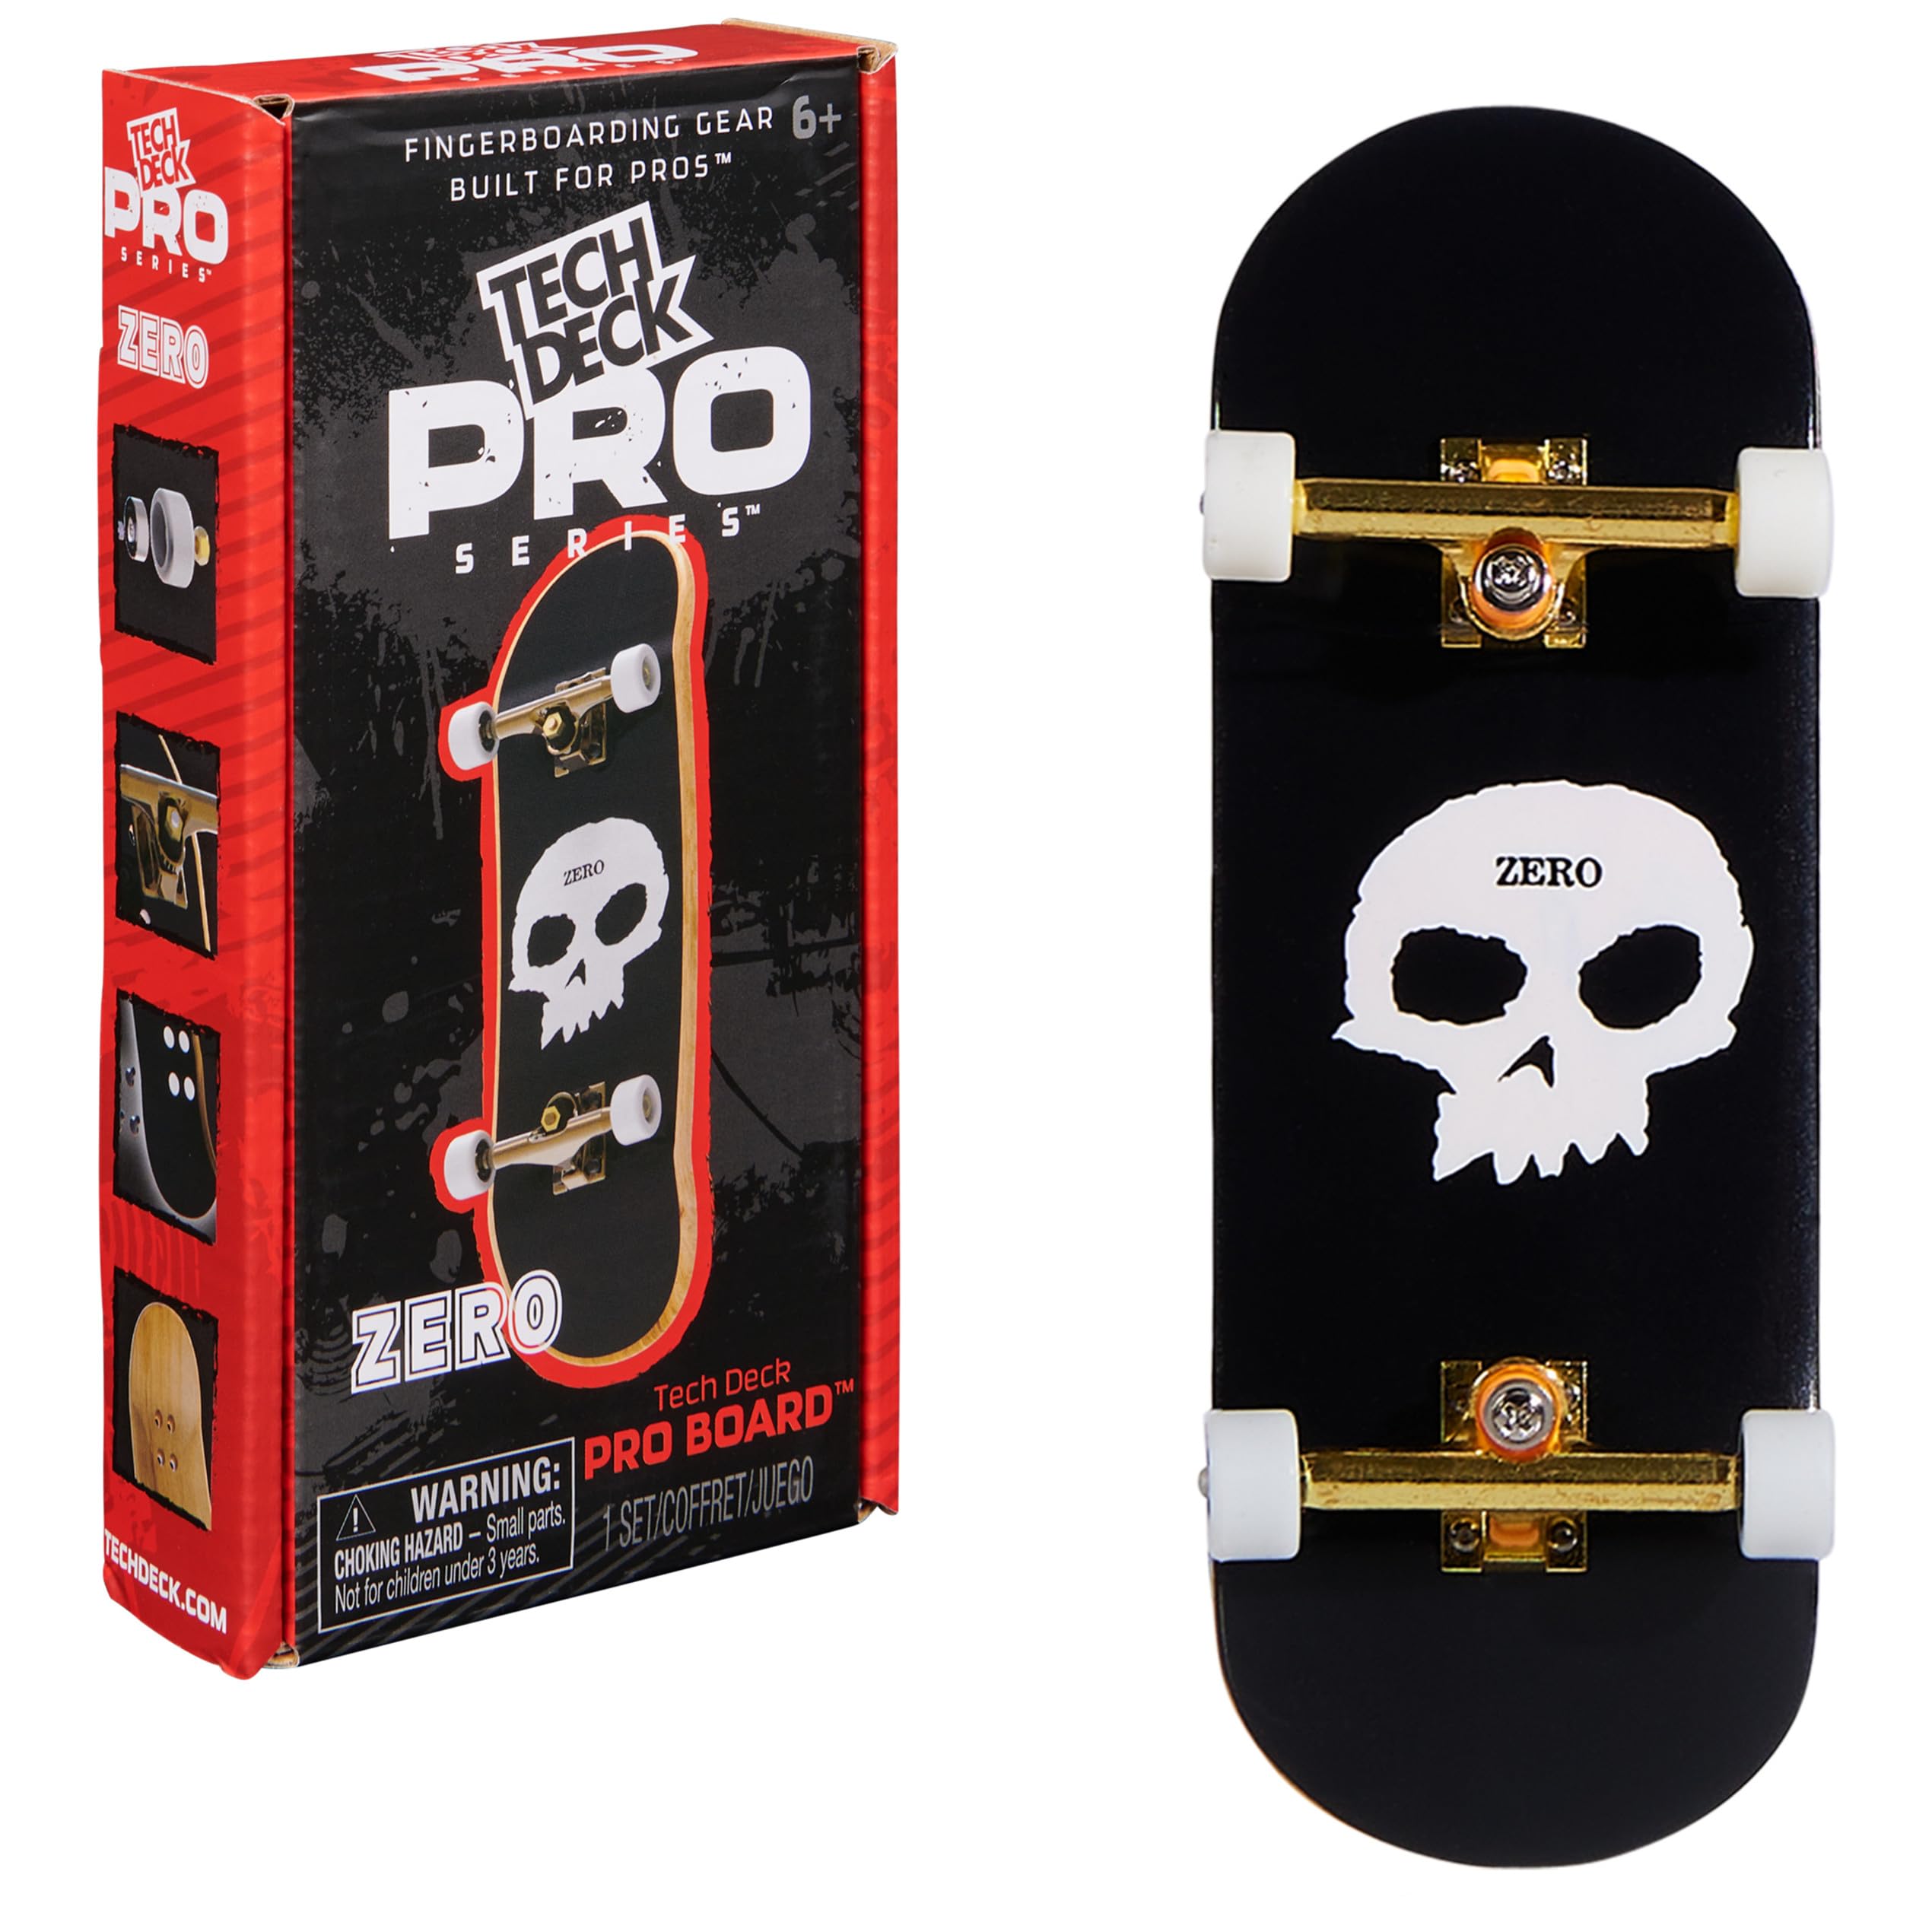 TECH
DECK
PRO
SERIES™
ZERO
TECHDECK.COM
PRO
SERIES
FINGERBOARDING GEAR 6+
BUILT FOR PROS™
TECH
DECK
PRO
SERIES™
ZERO
ZERO
Tech Deck
PRO BOARD™
1 SET/COFFRET/JUEGO
WARNING:
CHOKING HAZARD – Small parts.
Not for children under 3 years.
ZERO